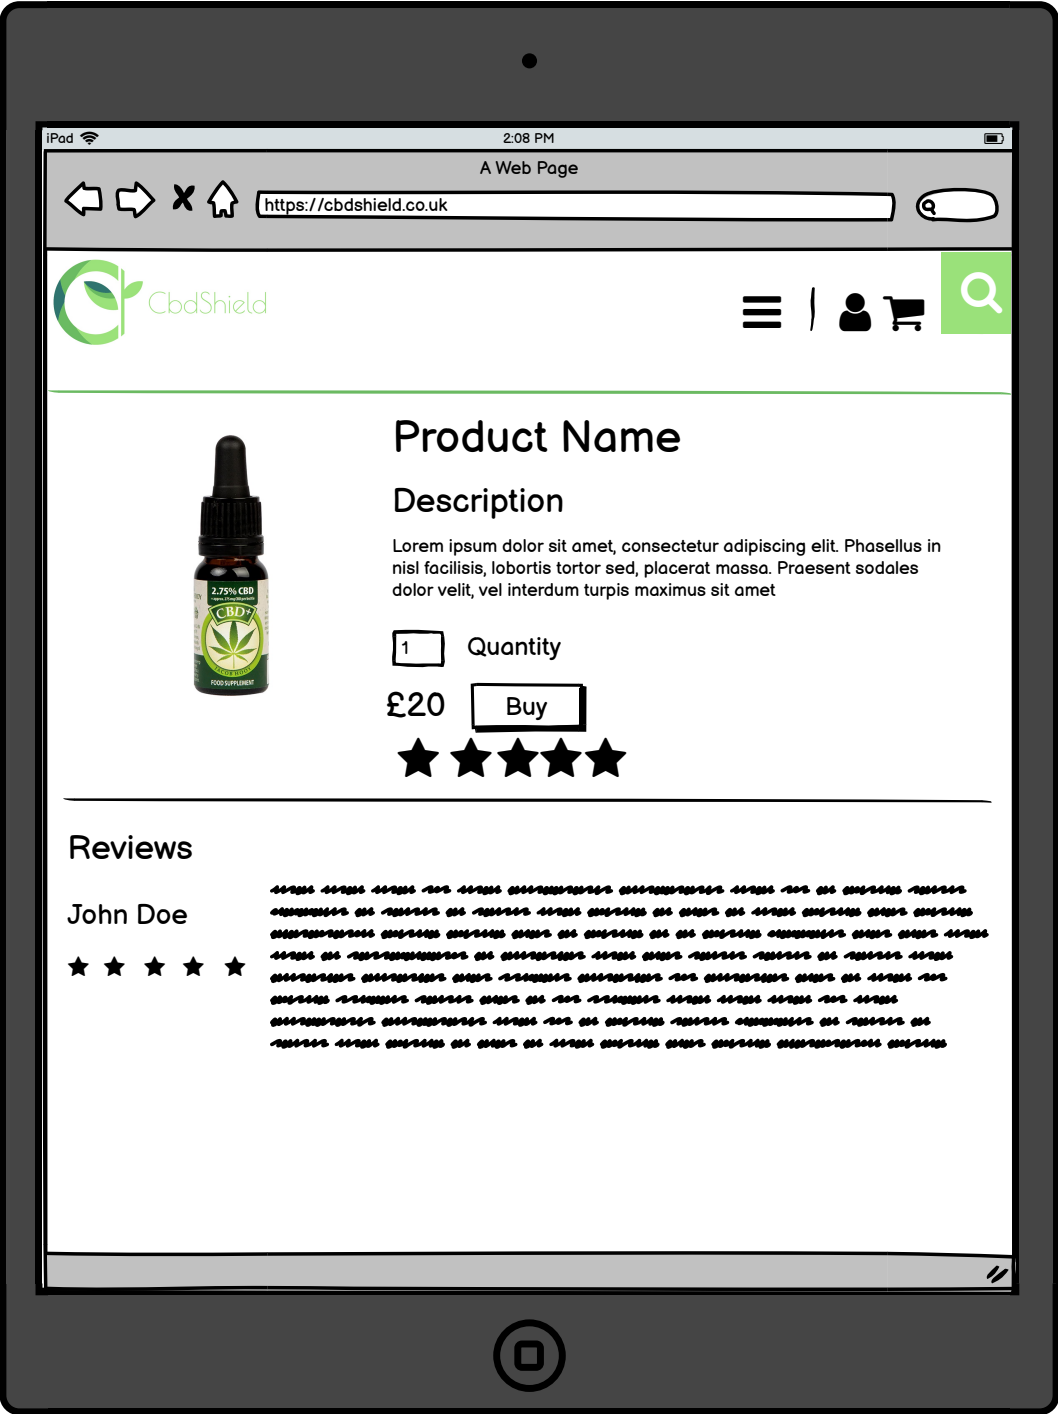 iPad
2:08 PM
A Web Page
https://cbdshield.co.uk
CbdShield
Product Name
Description
Lorem ipsum dolor sit amet, consectetur adipiscing elit. Phasellus in
nisl facilisis, lobortis tortor sed, placerat massa. Praesent sodales
dolor velit, vel interdum turpis maximus sit amet
2.75% CBD
CBD+
FOOD SUPPLEMENT
1 Quantity
£20 Buy
Reviews
John Doe